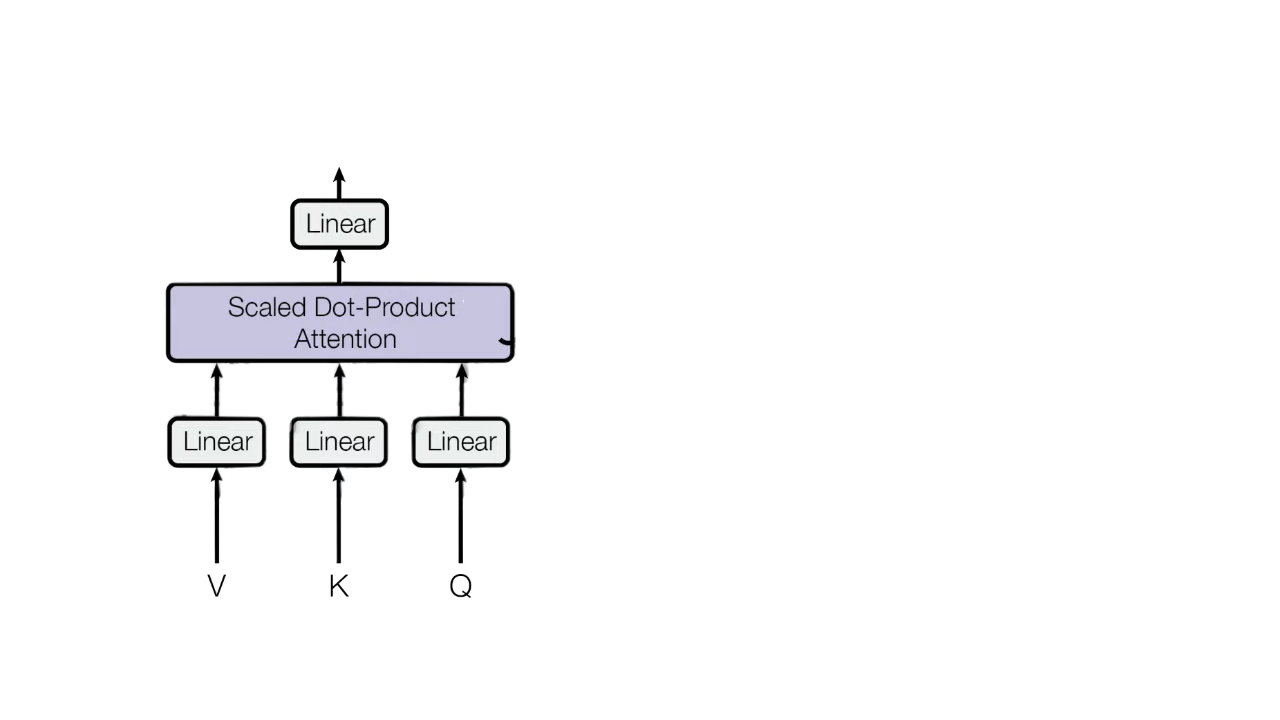 Linear
Scaled Dot-Product
Attention
Linear Linear Linear
V K Q